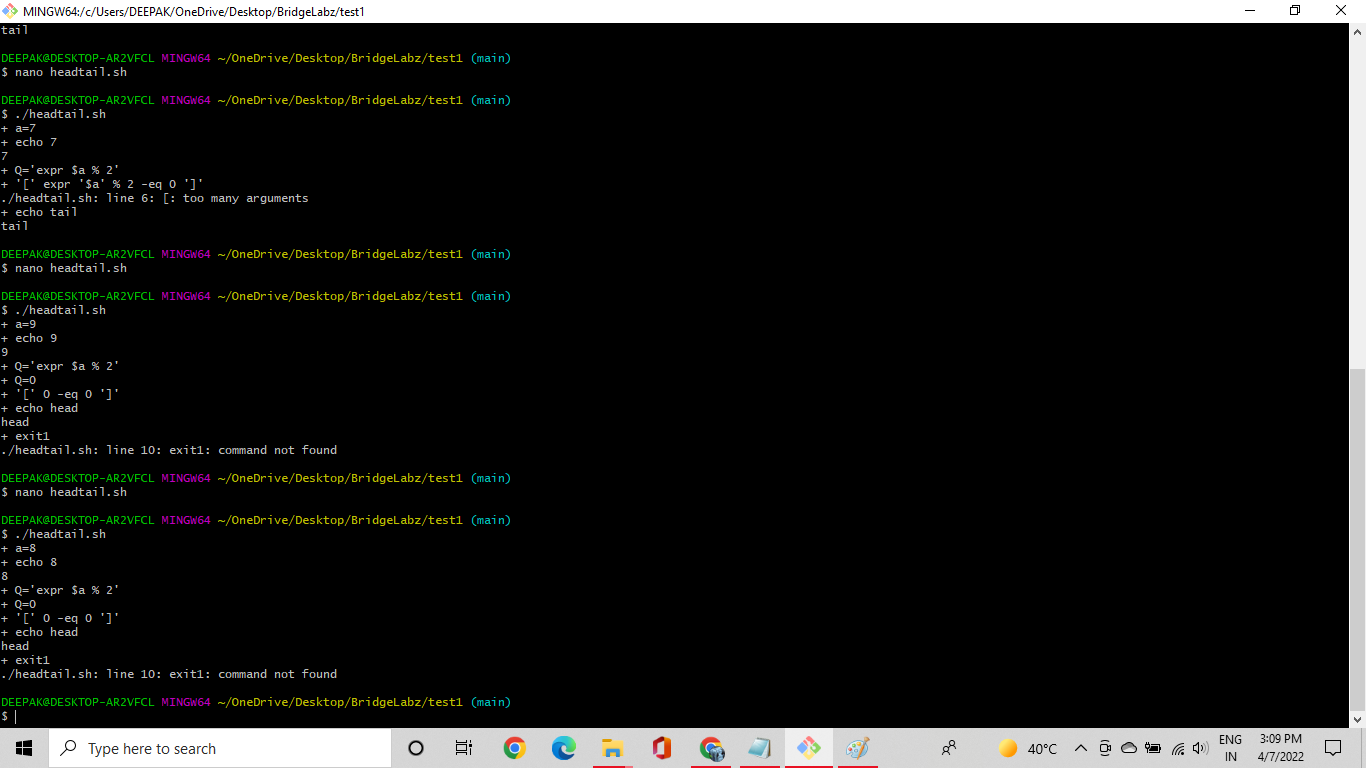 MINGW64:/c/Users/DEEPAK/OneDrive/Desktop/BridgeLabz/test1
tail
DEEPAK@DESKTOP-AR2VFCL MINGW64 ~/OneDrive/Desktop/BridgeLabz/test1 (main)
$ nano headtail.sh
DEEPAK@DESKTOP-AR2VFCL MINGW64 ~/OneDrive/Desktop/BridgeLabz/test1 (main)
$ ./headtail.sh
+ a=7
+ echo 7
7
+ Q='expr $a % 2'
+ '[' expr '$a' % 2 -eq 0 ']'
./headtail.sh: line 6: [: too many arguments
+ echo tail
tail
DEEPAK@DESKTOP-AR2VFCL MINGW64 ~/OneDrive/Desktop/BridgeLabz/test1 (main)
$ nano headtail.sh
DEEPAK@DESKTOP-AR2VFCL MINGW64 ~/OneDrive/Desktop/BridgeLabz/test1 (main)
$ ./headtail.sh
+ a=9
+ echo 9
9
+ Q='expr $a % 2'
+ Q=0
+ '[' 0 -eq 0 ']'
+ echo head
head
+ exit1
./headtail.sh: line 10: exit1: command not found
DEEPAK@DESKTOP-AR2VFCL MINGW64 ~/OneDrive/Desktop/BridgeLabz/test1 (main)
$ nano headtail.sh
DEEPAK@DESKTOP-AR2VFCL MINGW64 ~/OneDrive/Desktop/BridgeLabz/test1 (main)
$ ./headtail.sh
+ a=8
+ echo 8
8
+ Q='expr $a % 2'
+ Q=0
+ '[' 0 -eq 0 ']'
+ echo head
head
+ exit1
./headtail.sh: line 10: exit1: command not found
DEEPAK@DESKTOP-AR2VFCL MINGW64 ~/OneDrive/Desktop/BridgeLabz/test1 (main)
$
Type here to search
40°C
ENG
IN
3:09 PM
4/7/2022